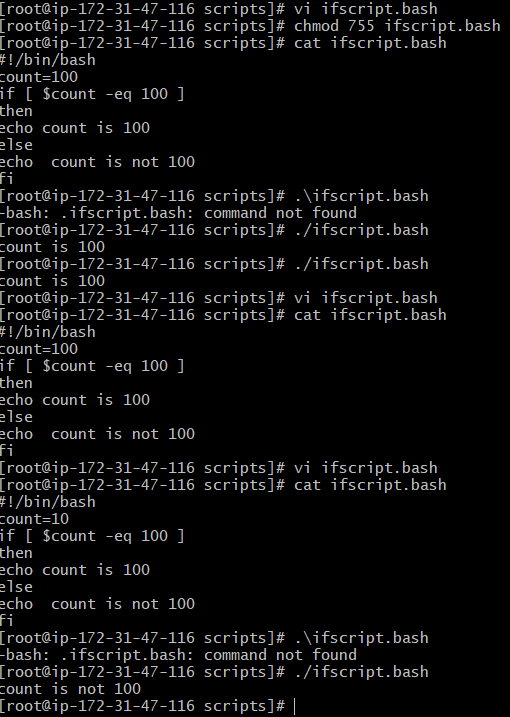 [root@ip-172-31-47-116 scripts]# vi ifscript.bash
[root@ip-172-31-47-116 scripts]# chmod 755 ifscript.bash
[root@ip-172-31-47-116 scripts]# cat ifscript.bash
#!/bin/bash
count=100
if [ $count -eq 100 ]
then
echo count is 100
else
echo  count is not 100
fi
[root@ip-172-31-47-116 scripts]# .\ifscript.bash
-bash: .ifscript.bash: command not found
[root@ip-172-31-47-116 scripts]# ./ifscript.bash
count is 100
[root@ip-172-31-47-116 scripts]# ./ifscript.bash
count is 100
[root@ip-172-31-47-116 scripts]# vi ifscript.bash
[root@ip-172-31-47-116 scripts]# cat ifscript.bash
#!/bin/bash
count=100
if [ $count -eq 100 ]
then
echo count is 100
else
echo  count is not 100
fi
[root@ip-172-31-47-116 scripts]# vi ifscript.bash
[root@ip-172-31-47-116 scripts]# cat ifscript.bash
#!/bin/bash
count=10
if [ $count -eq 100 ]
then
echo count is 100
else
echo  count is not 100
fi
[root@ip-172-31-47-116 scripts]# .\ifscript.bash
-bash: .ifscript.bash: command not found
[root@ip-172-31-47-116 scripts]# ./ifscript.bash
count is not 100
[root@ip-172-31-47-116 scripts]#